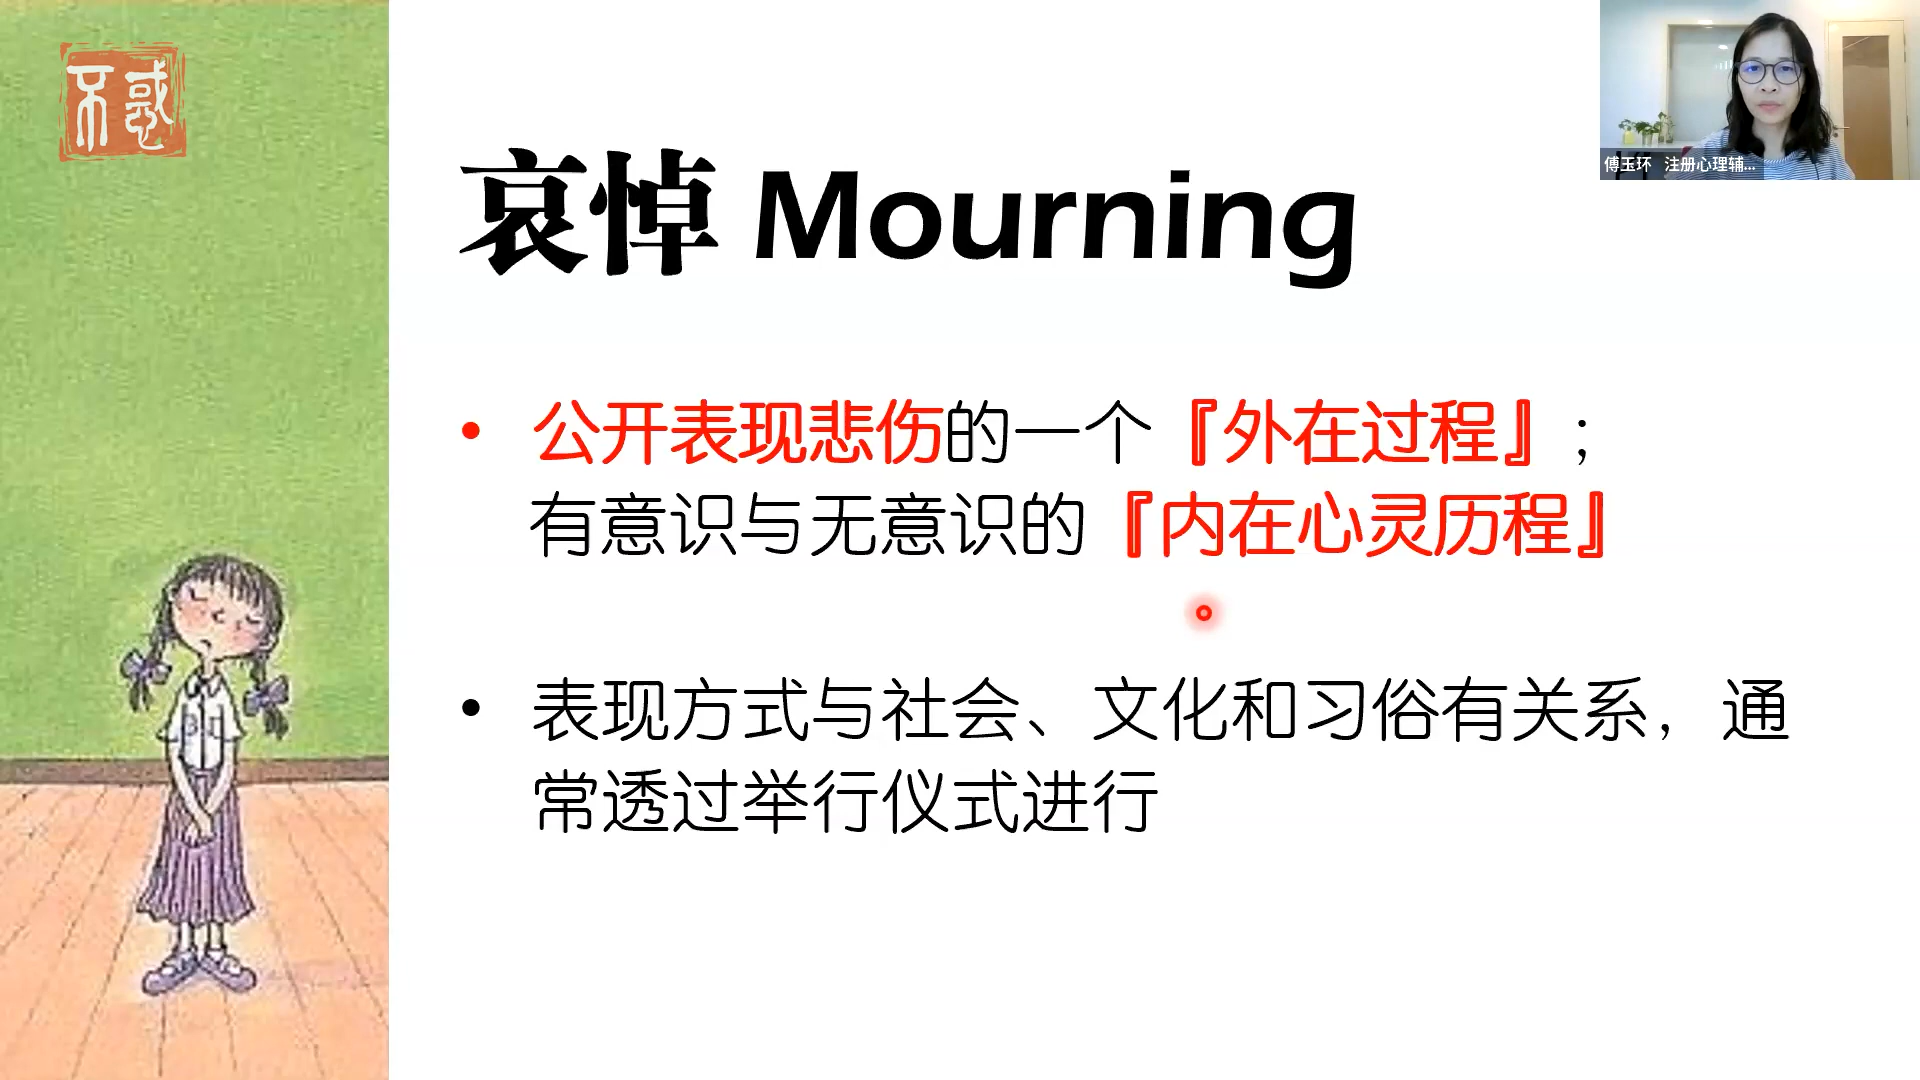 不惑
傅玉环 注册心理辅...
哀悼 Mourning
• 公开表现悲伤的一个『外在过程』;
有意识与无意识的『内在心灵历程』
• 表现方式与社会、文化和习俗有关系，通
常透过举行仪式进行